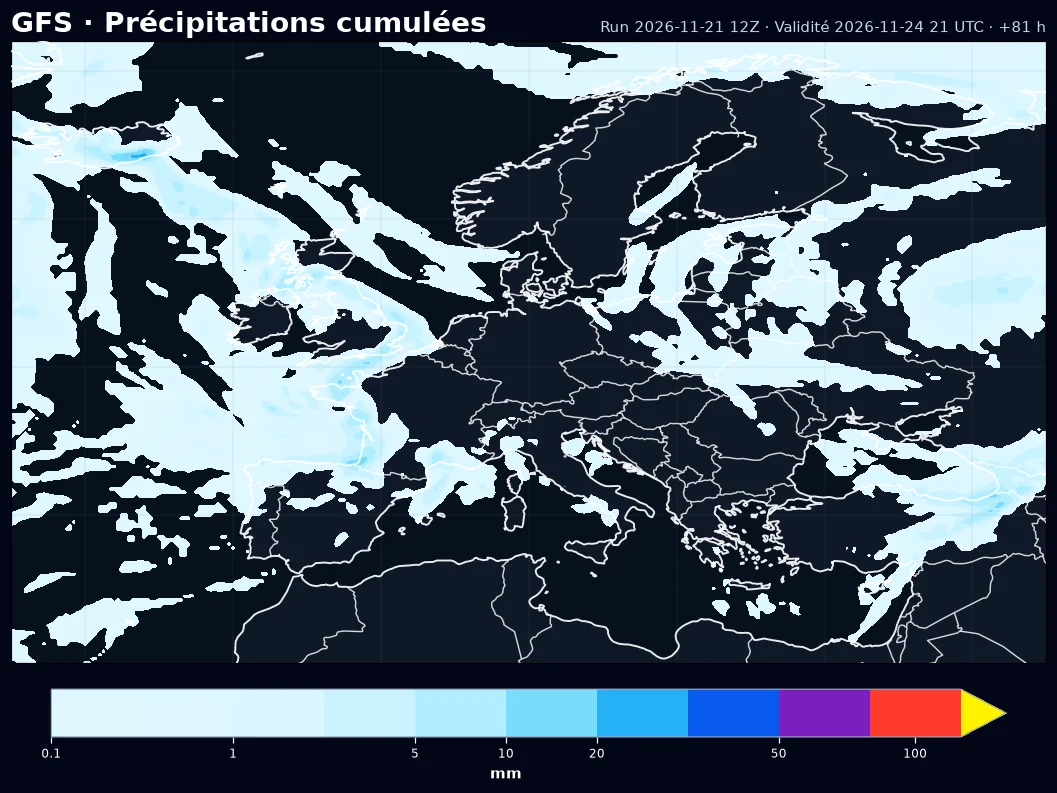 GFS · Précipitations cumulées
Run 2026-11-21 12Z · Validité 2026-11-24 21 UTC · +81 h
0.1 1 5 10 20 50 100
mm